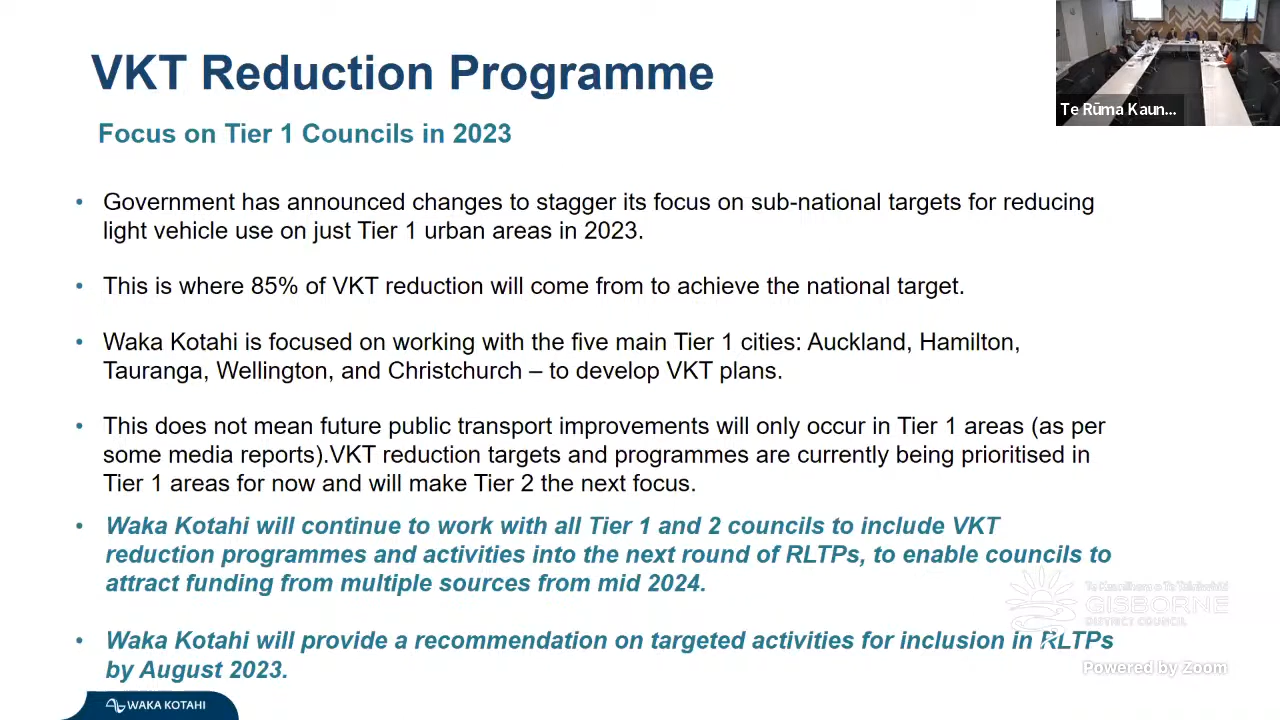 VKT Reduction Programme
Te Rūma Kaun...
Focus on Tier 1 Councils in 2023
• Government has announced changes to stagger its focus on sub-national targets for reducing
light vehicle use on just Tier 1 urban areas in 2023.
• This is where 85% of VKT reduction will come from to achieve the national target.
• Waka Kotahi is focused on working with the five main Tier 1 cities: Auckland, Hamilton,
Tauranga, Wellington, and Christchurch – to develop VKT plans.
• This does not mean future public transport improvements will only occur in Tier 1 areas (as per
some media reports).VKT reduction targets and programmes are currently being prioritised in
Tier 1 areas for now and will make Tier 2 the next focus.
• Waka Kotahi will continue to work with all Tier 1 and 2 councils to include VKT
reduction programmes and activities into the next round of RLTPs, to enable councils to
attract funding from multiple sources from mid 2024.
GISBORNE
DISTRICT COUNCIL
• Waka Kotahi will provide a recommendation on targeted activities for inclusion in RLTPs
by August 2023.
Powered by Zoom
WAKA KOTAHI